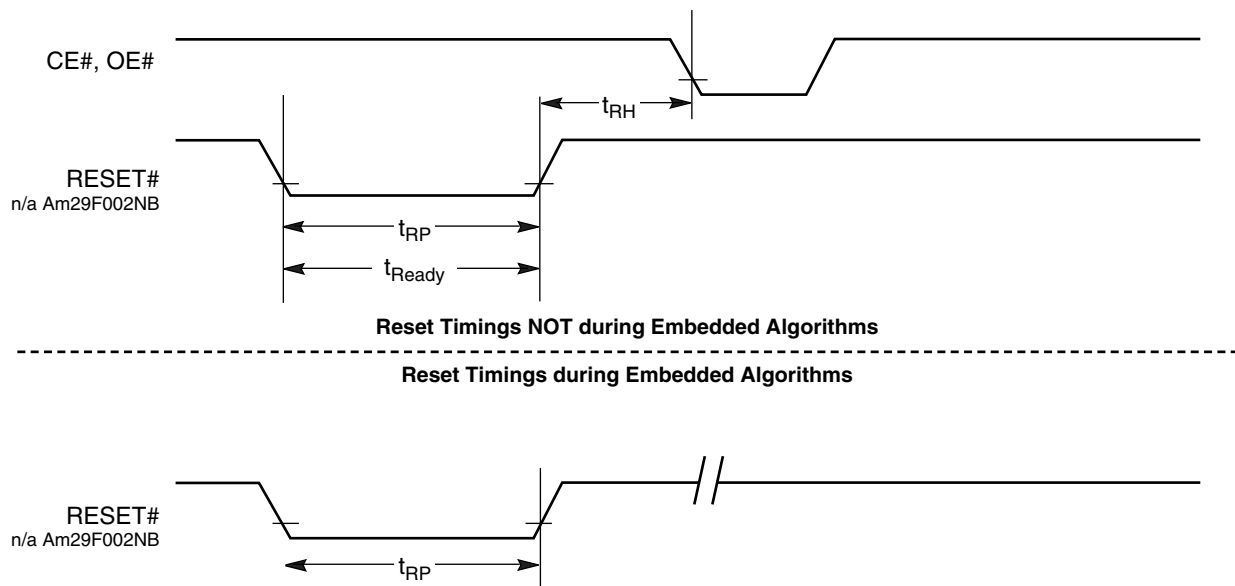 CE#, OE#
tRH
RESET#
n/a Am29F002NB
tRP
tReady
Reset Timings NOT during Embedded Algorithms
Reset Timings during Embedded Algorithms
RESET#
n/a Am29F002NB
tRP